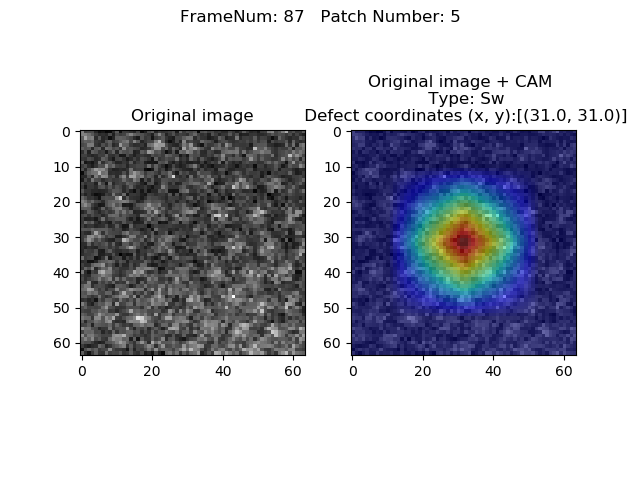 FrameNum: 87   Patch Number: 5
Original image
Original image + CAM
Type: Sw
Defect coordinates (x, y):[(31.0, 31.0)]
0
10
20
30
40
50
60
0 20 40 60
0
10
20
30
40
50
60
0 20 40 60